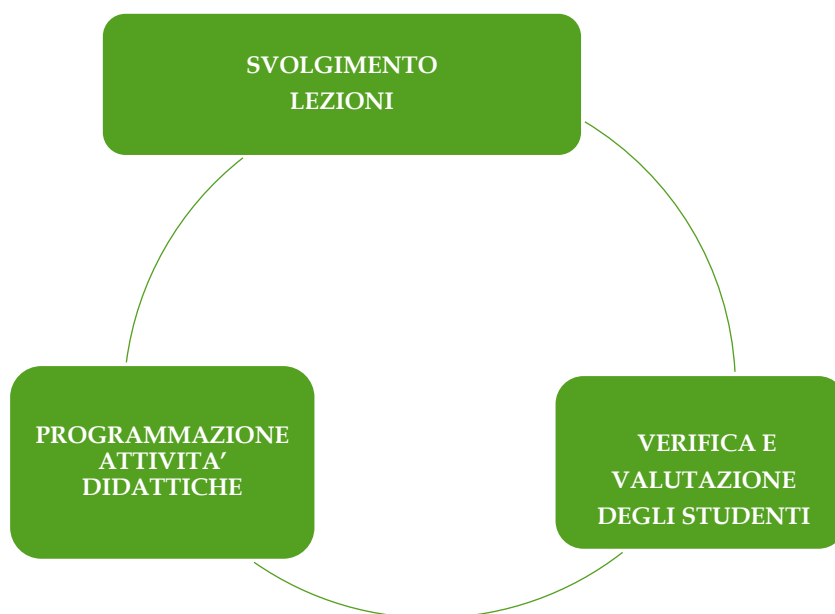 SVOLGIMENTO
LEZIONI
PROGRAMMAZIONE
ATTIVITA’
DIDATTICHE
VERIFICA E
VALUTAZIONE
DEGLI STUDENTI